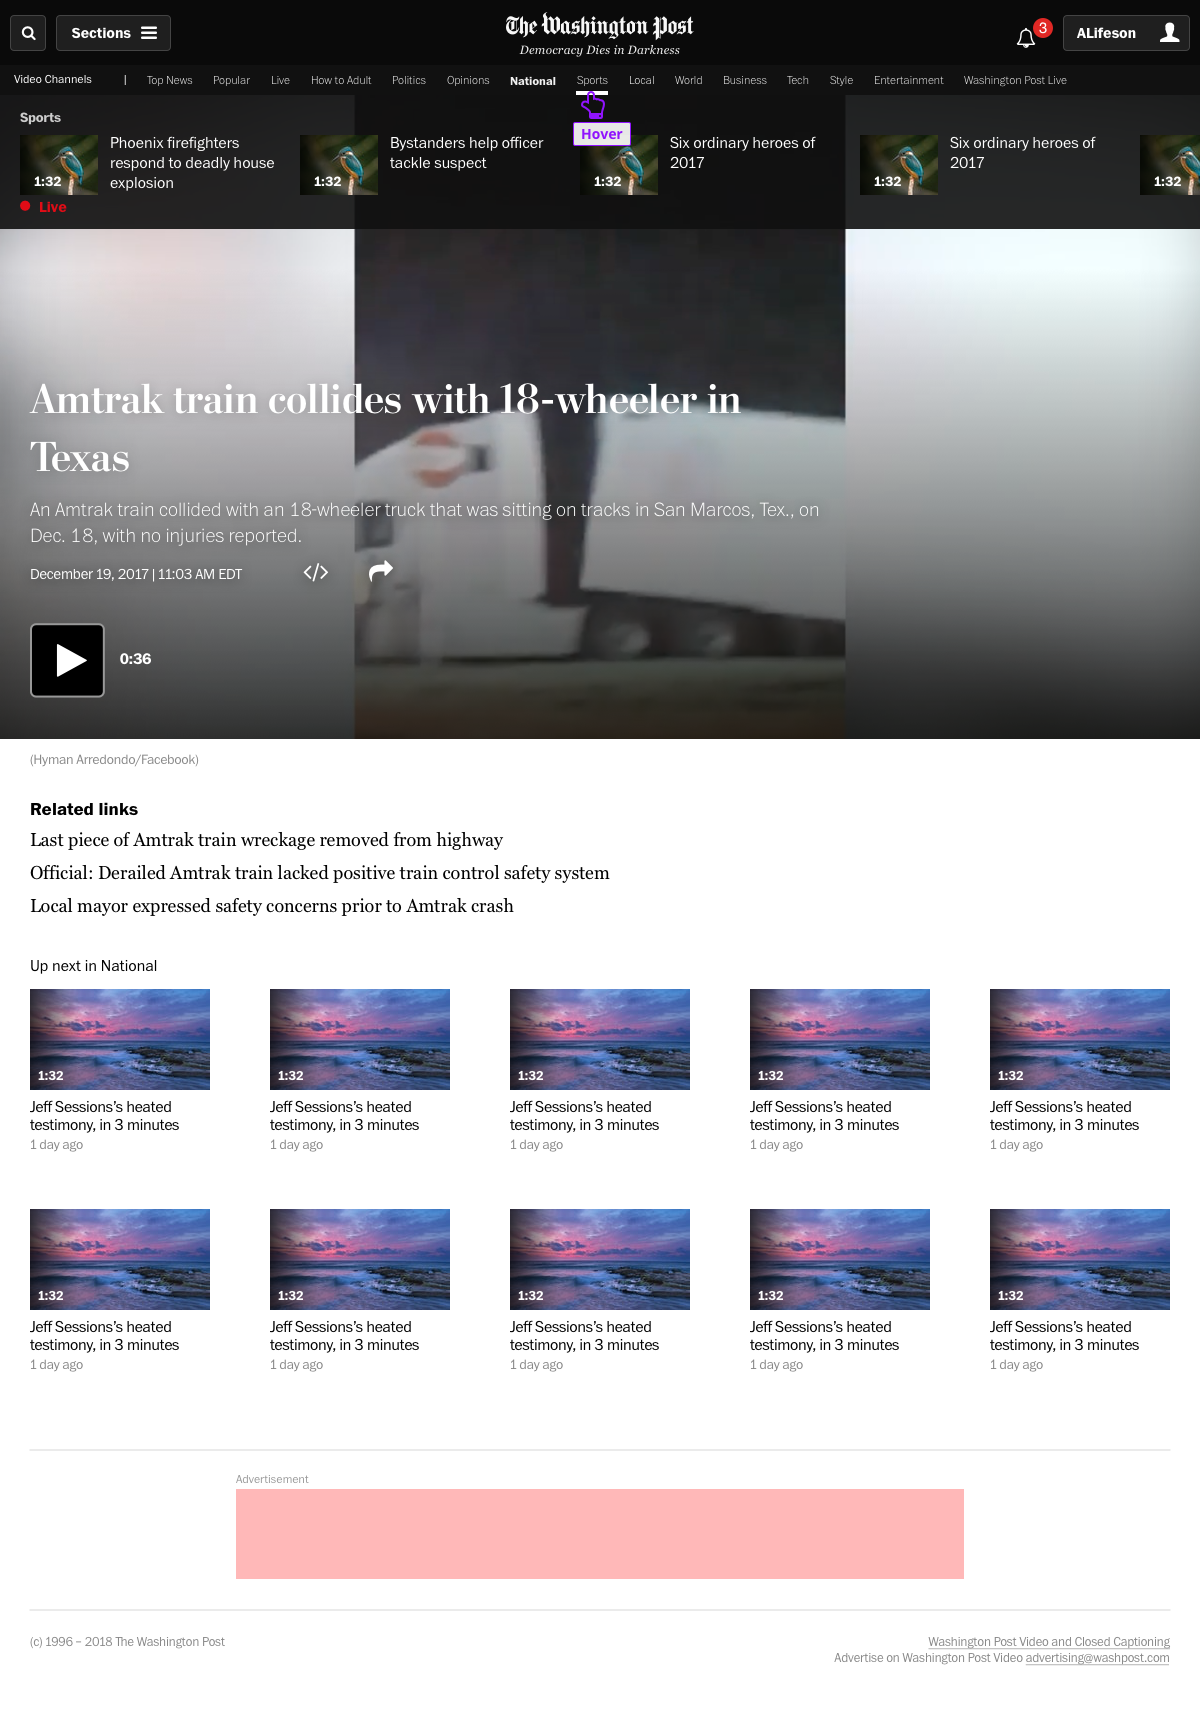 Sections
The Washington Post
Democracy Dies in Darkness
3
ALifeson
Video Channels | Top News Popular Live How to Adult Politics Opinions National Sports Local World Business Tech Style Entertainment Washington Post Live
Hover
Sports
1:32
Phoenix firefighters
respond to deadly house
explosion
Live
1:32
Bystanders help officer
tackle suspect
1:32
Six ordinary heroes of
2017
1:32
Six ordinary heroes of
2017
1:32
Amtrak train collides with 18-wheeler in
Texas
An Amtrak train collided with an 18-wheeler truck that was sitting on tracks in San Marcos, Tex., on
Dec. 18, with no injuries reported.
December 19, 2017 | 11:03 AM EDT
0:36
(Hyman Arredondo/Facebook)
Related links
Last piece of Amtrak train wreckage removed from highway
Official: Derailed Amtrak train lacked positive train control safety system
Local mayor expressed safety concerns prior to Amtrak crash
Up next in National
1:32
Jeff Sessions’s heated
testimony, in 3 minutes
1 day ago
1:32
Jeff Sessions’s heated
testimony, in 3 minutes
1 day ago
1:32
Jeff Sessions’s heated
testimony, in 3 minutes
1 day ago
1:32
Jeff Sessions’s heated
testimony, in 3 minutes
1 day ago
1:32
Jeff Sessions’s heated
testimony, in 3 minutes
1 day ago
1:32
Jeff Sessions’s heated
testimony, in 3 minutes
1 day ago
1:32
Jeff Sessions’s heated
testimony, in 3 minutes
1 day ago
1:32
Jeff Sessions’s heated
testimony, in 3 minutes
1 day ago
1:32
Jeff Sessions’s heated
testimony, in 3 minutes
1 day ago
1:32
Jeff Sessions’s heated
testimony, in 3 minutes
1 day ago
Advertisement
(c) 1996 – 2018 The Washington Post
Washington Post Video and Closed Captioning
Advertise on Washington Post Video advertising@washpost.com